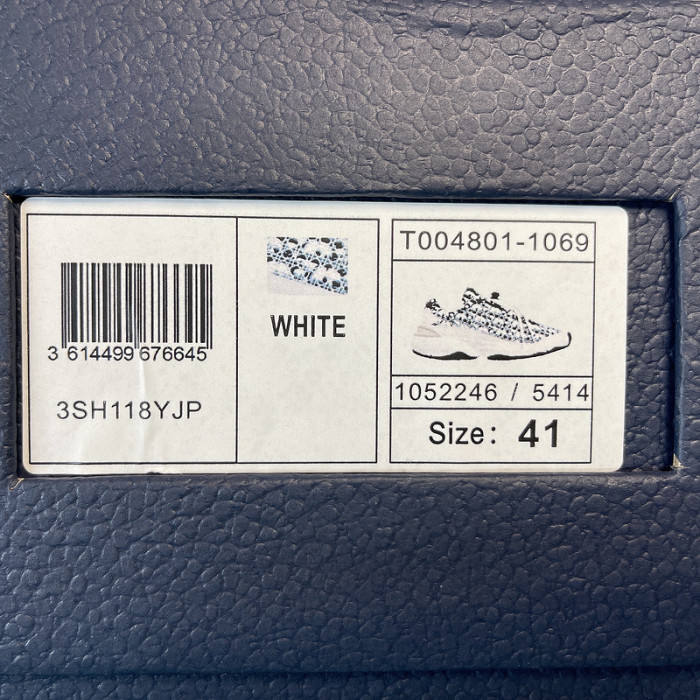 3 614499 676645
3SH118YJP
WHITE
T004801-1069
1052246 / 5414
Size: 41